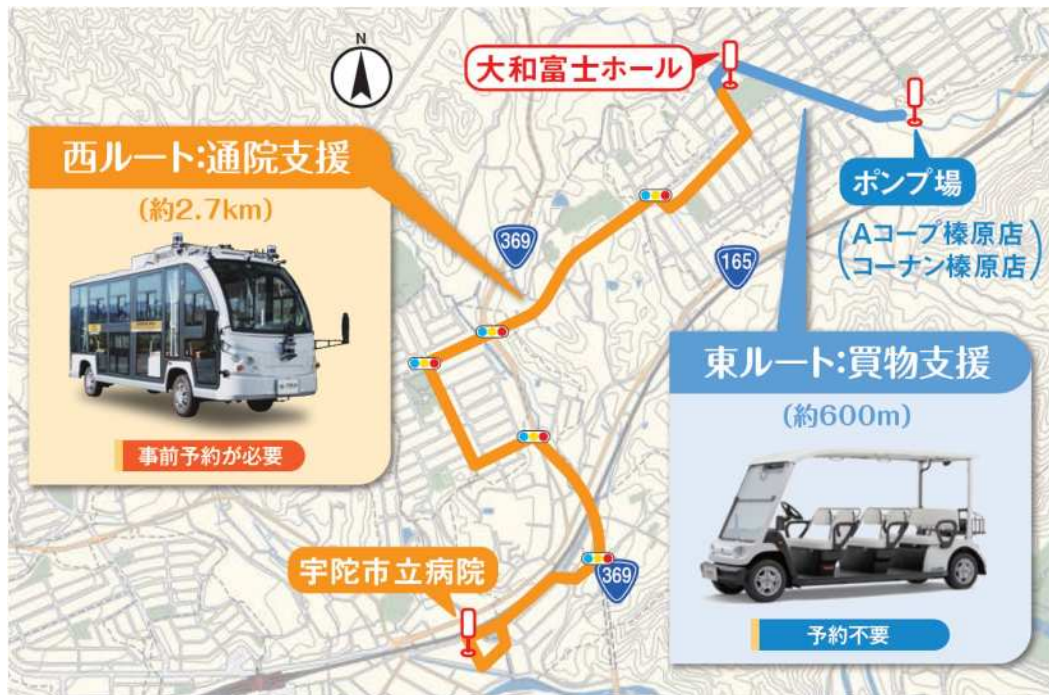 N
大和富士ホール
西ルート:通院支援
(約2.7km)
事前予約が必要
369
165
ポンプ場
(Aコープ榛原店
コーナン榛原店)
東ルート:買物支援
(約600m)
予約不要
宇陀市立病院
369